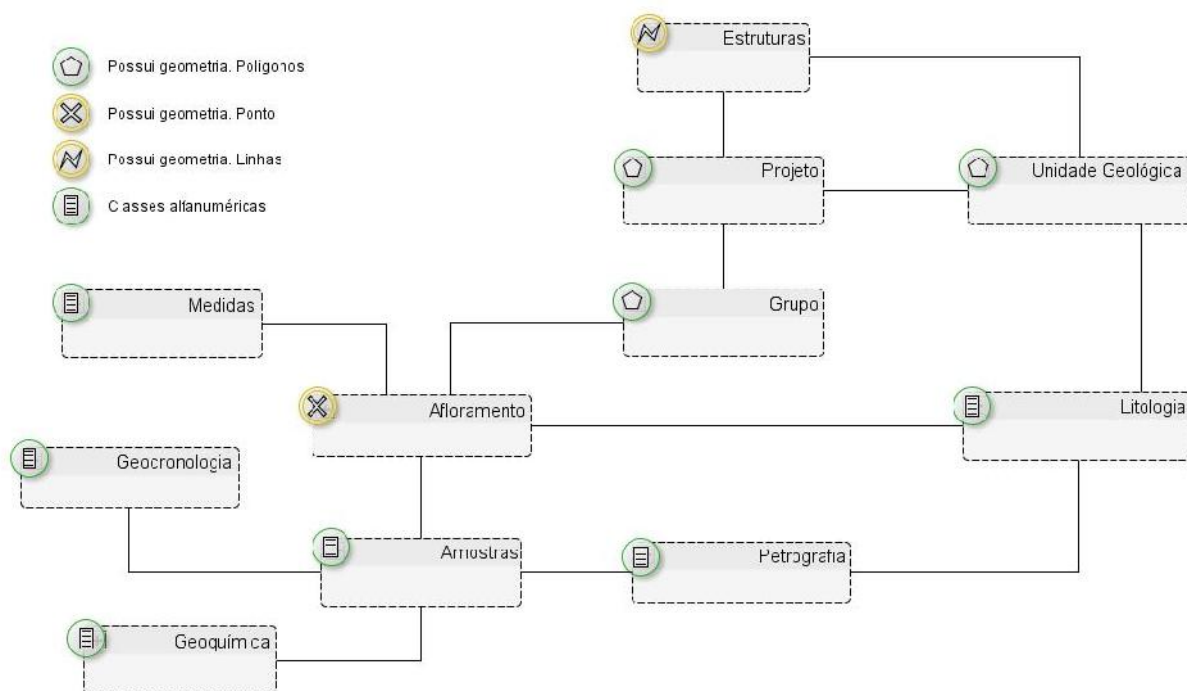 Estruturas
Possui geometria. Poligonos
Possui geometria. Ponto
Possui geometria. Linhas
Classes alfanuméricas
Projeto
Unidade Geológica
Medidas
Grupo
Afloramento
Litologia
Geocronologia
Amostras
Petrografia
Geoquímica